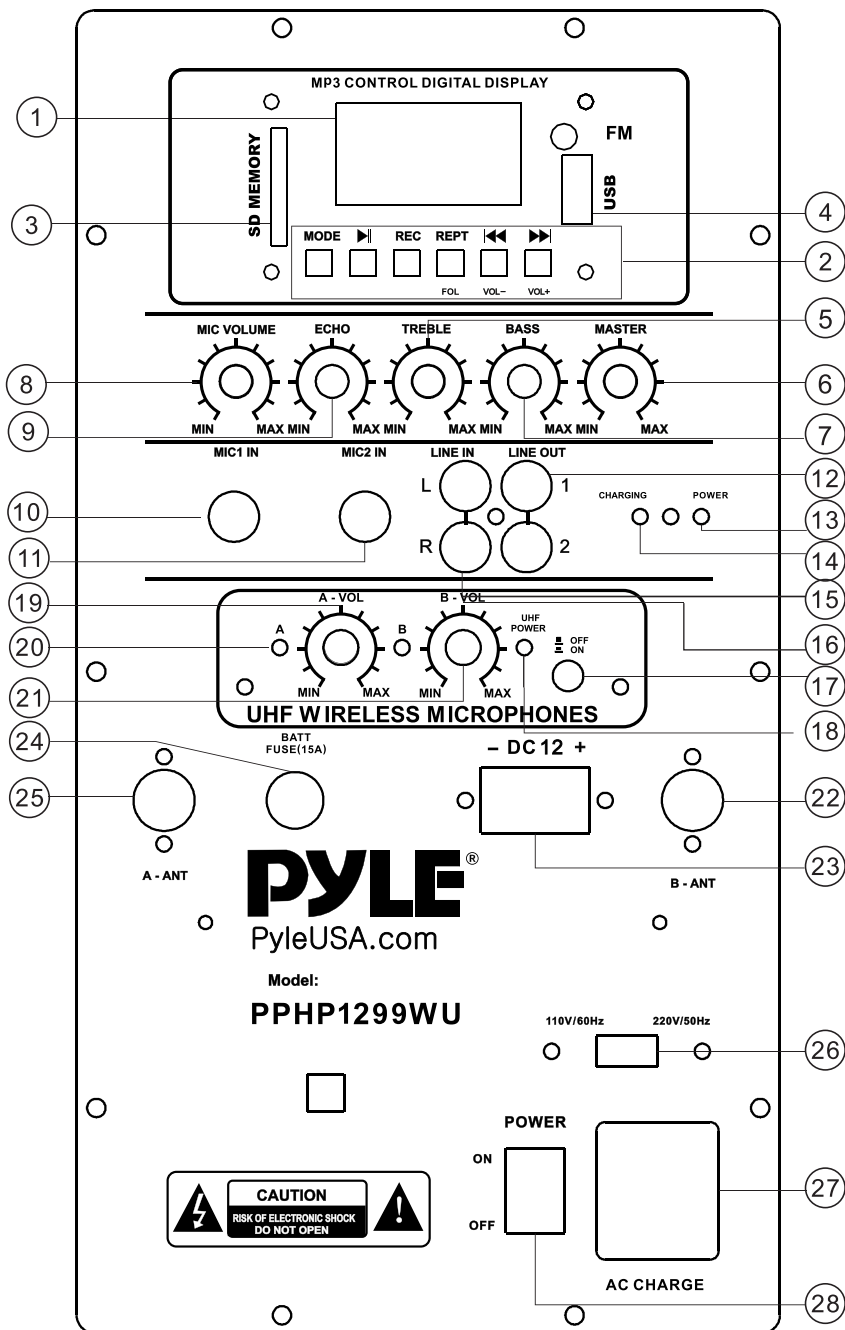 MP3 CONTROL DIGITAL DISPLAY
1
FM
SD MEMORY
USB
3
4
MODE REC REPT
2
FOL VOL– VOL+
5
MIC VOLUME ECHO TREBLE BASS MASTER
8
6
9
MIN MAX MIN MAX MIN MAX MIN MAX MIN MAX
7
MIC1 IN MIC2 IN LINE IN LINE OUT
12
L 1
CHARGING POWER
10
13
11
R 2
14
19
A - VOL B - VOL
15
20
A B
UHF POWER
OFF
ON
16
21
MIN MAX MIN MAX
17
UHF WIRELESS MICROPHONES
18
24
BATT
FUSE(15A)
– DC 12 +
25
22
23
A - ANT
B - ANT
PYLE®
PyleUSA.com
Model:
PPHP1299WU
110V/60Hz 220V/50Hz
26
POWER
ON
OFF
27
CAUTION
RISK OF ELECTRONIC SHOCK
DO NOT OPEN
AC CHARGE
28